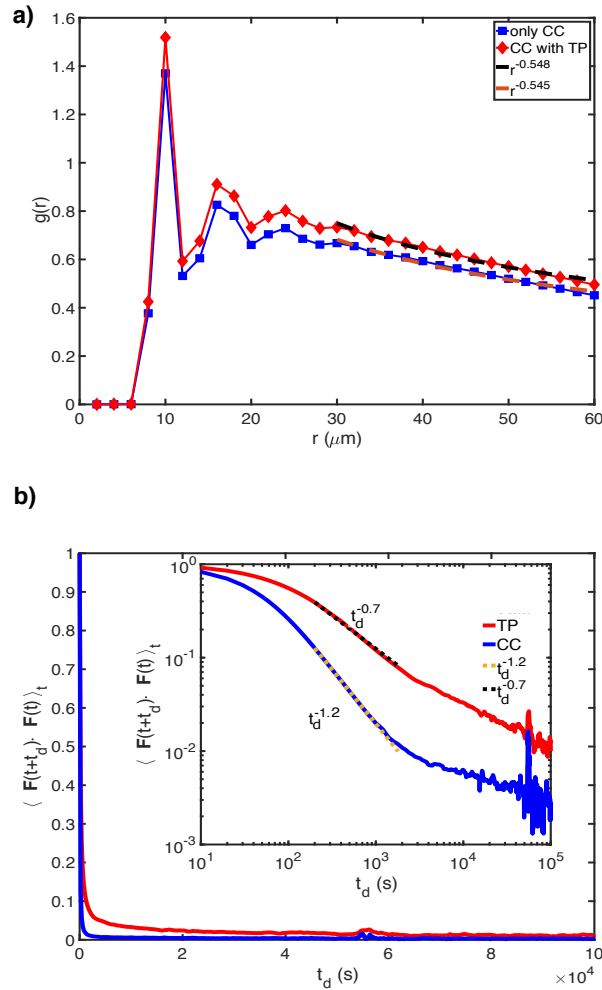 a)
1.6
1.4
1.2
1
0.8
0.6
0.4
0.2
0
g(r)
only CC
CC with TP
r^-0.548
r^-0.545
0 10 20 30 40 50 60
r (μm)
b)
1
0.9
0.8
0.7
0.6
0.5
0.4
0.3
0.2
0.1
0
⟨ F(t+t_d)· F(t) ⟩_t
10^0
10^-1
10^-2
10^-3
⟨ F(t+t_d)· F(t) ⟩_t
t_d^-0.7
t_d^-1.2
TP
CC
t_d^-1.2
t_d^-0.7
10^1 10^2 10^3 10^4 10^5
t_d (s)
0 2 4 6 8 10
t_d (s)
×10^4